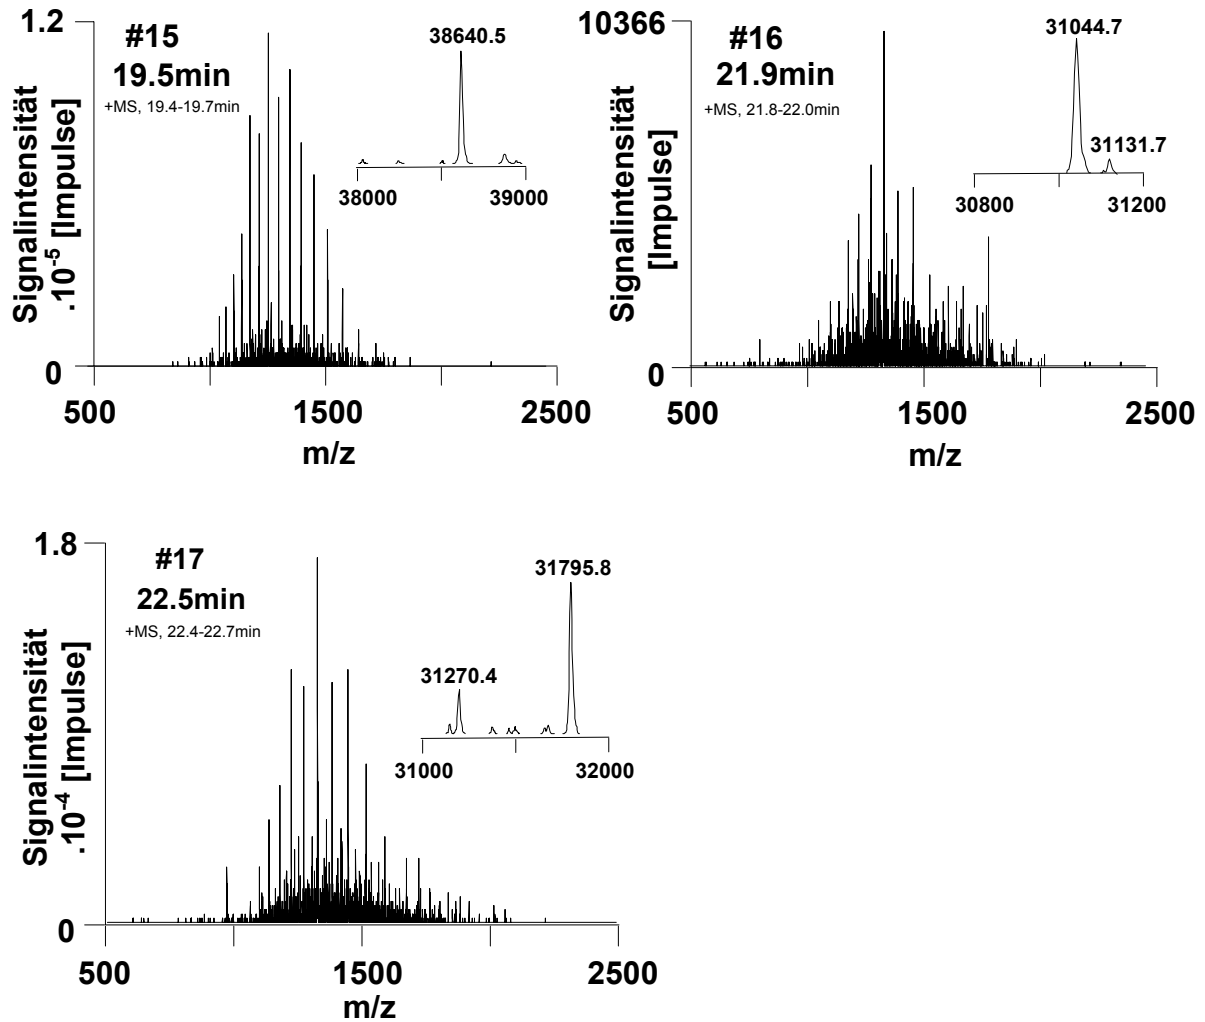 1.2
#15
19.5min
+MS, 19.4-19.7min
38640.5
38000
39000
Signalintensität
.10-5 [Impulse]
0
500
1500
2500
m/z
10366
#16
21.9min
+MS, 21.8-22.0min
31044.7
31131.7
30800
31200
Signalintensität
[Impulse]
0
500
1500
2500
m/z
1.8
#17
22.5min
+MS, 22.4-22.7min
31795.8
31270.4
31000
32000
Signalintensität
.10-4 [Impulse]
0
500
1500
2500
m/z